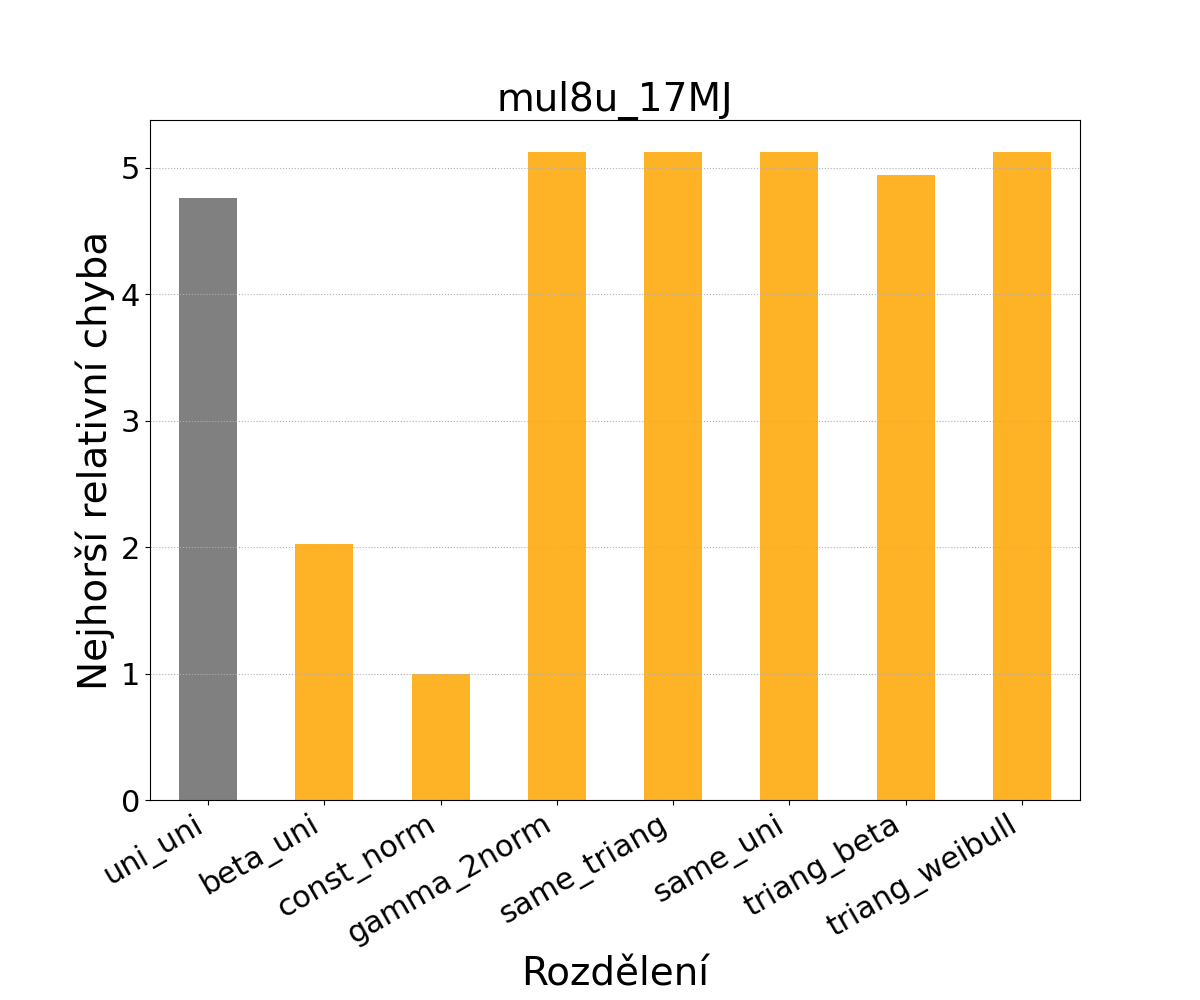 mul8u_17MJ
Nejhorší relativní chyba
5
4
3
2
1
0
uni_uni
beta_uni
const_norm
gamma_2norm
same_triang
same_uni
triang_beta
triang_weibull
Rozdělení